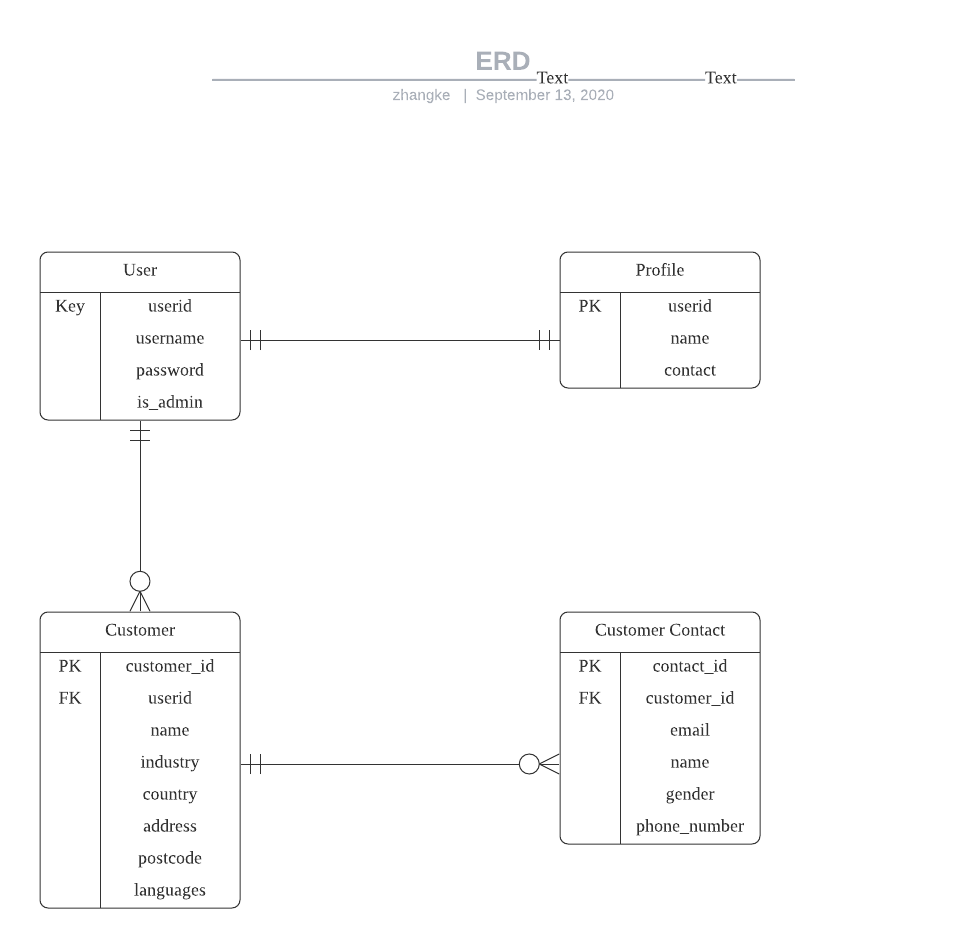 ERD
Text Text
zhangke | September 13, 2020
User
Key userid
username
password
is_admin
Profile
PK userid
name
contact
Customer
PK customer_id
FK userid
name
industry
country
address
postcode
languages
Customer Contact
PK contact_id
FK customer_id
email
name
gender
phone_number